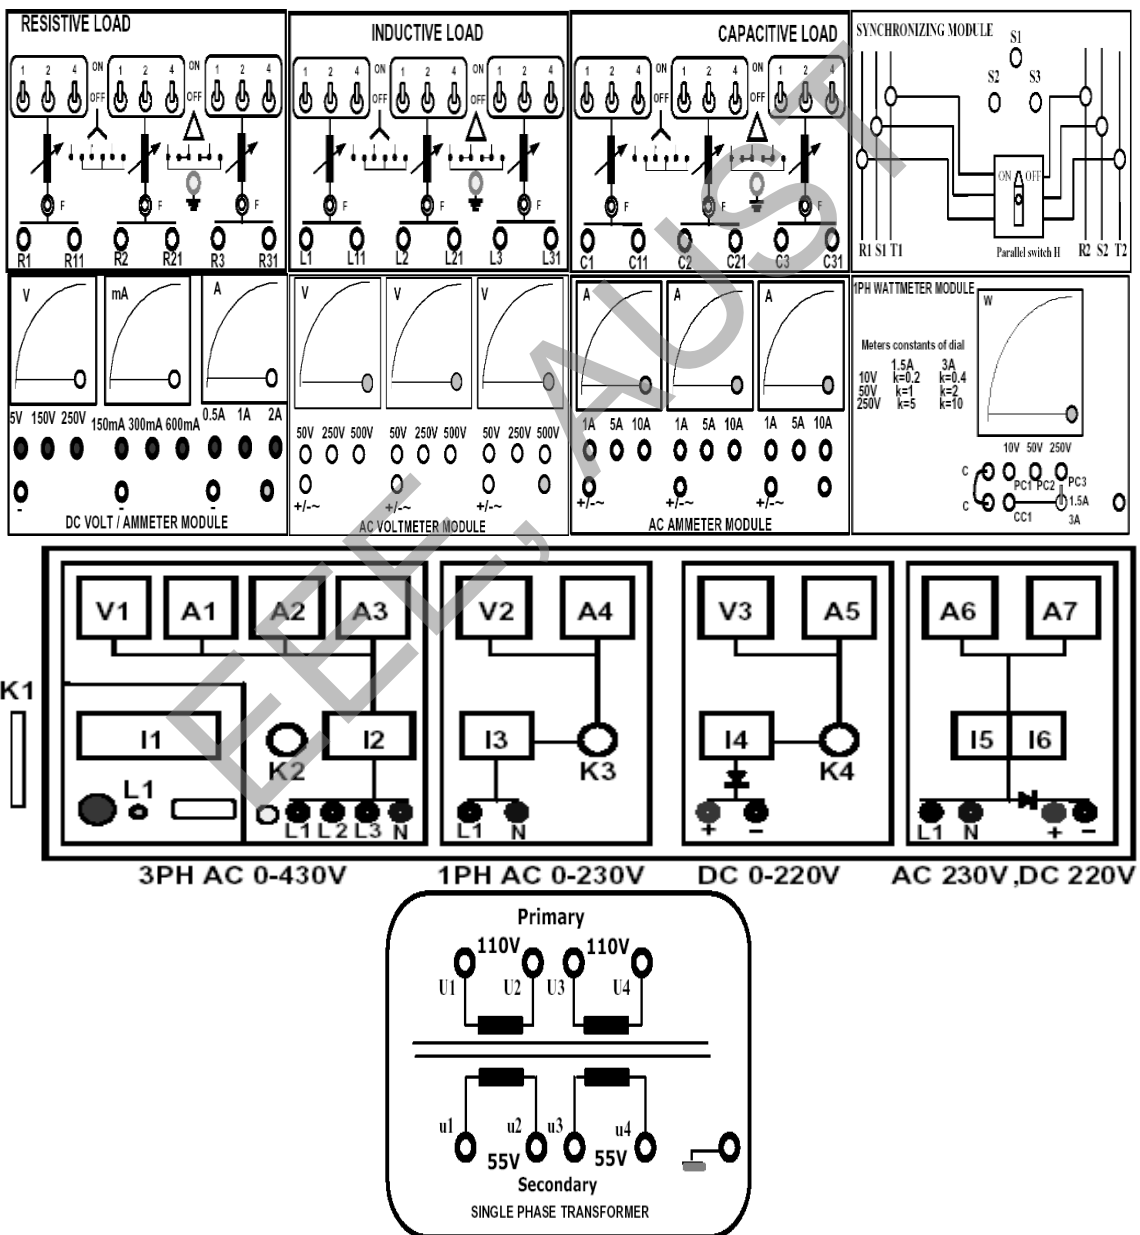 RESISTIVE LOAD
1 2 4 ON 1 2 4 ON 1 2 4
OFF OFF
F F F
R1 R11 R2 R21 R3 R31
INDUCTIVE LOAD
1 2 4 ON 1 2 4 ON 1 2 4
OFF OFF
F F F
L1 L11 L2 L21 L3 L31
CAPACITIVE LOAD
1 2 4 ON 1 2 4 ON 1 2 4
OFF OFF
F F F
C1 C11 C2 C21 C3 C31
SYNCHRONIZING MODULE
S1
S2 S3
ON OFF
R1 S1 T1 Parallel switch H R2 S2 T2
V mA A
5V 150V 250V 150mA 300mA 600mA 0.5A 1A 2A
- - -
DC VOLT / AMMETER MODULE
V V V
50V 250V 500V 50V 250V 500V 50V 250V 500V
+/-~ +/-~ +/-~
AC VOLTMETER MODULE
A A A
1A 5A 10A 1A 5A 10A 1A 5A 10A
+/-~ +/-~ +/-~
AC AMMETER MODULE
1PH WATTMETER MODULE
W
Meters constants of dial
1.5A 3A
10V k=0.2 k=0.4
50V k=1 k=2
250V k=5 k=10
10V 50V 250V
C PC1 PC2 PC3
C CC1 1.5A
3A
EEE, AUST
V1 A1 A2 A3 V2 A4 V3 A5 A6 A7
K1
I1 K2 I2 I3 K3 I4 K4 I5 I6
L1
L1 L2 L3 N L1 N + - L1 N + -
3PH AC 0-430V 1PH AC 0-230V DC 0-220V AC 230V ,DC 220V
Primary
110V 110V
U1 U2 U3 U4
u1 u2 u3 u4
55V 55V
Secondary
SINGLE PHASE TRANSFORMER